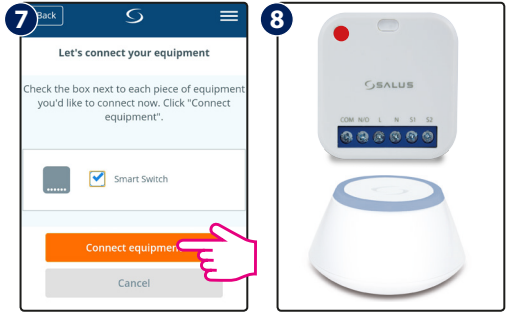 7
Back
Let's connect your equipment
Check the box next to each piece of equipment
you'd like to connect now. Click "Connect
equipment".
Smart Switch
Connect equipmen
Cancel
8
SALUS
COM N/O L N S1 S2